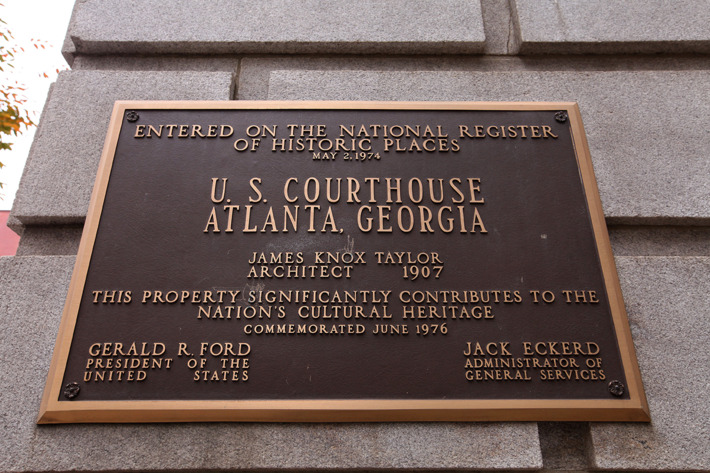 ENTERED ON THE NATIONAL REGISTER
OF HISTORIC PLACES
MAY 2, 1974
U. S. COURTHOUSE
ATLANTA, GEORGIA
JAMES KNOX TAYLOR
ARCHITECT 1907
THIS PROPERTY SIGNIFICANTLY CONTRIBUTES TO THE
NATION'S CULTURAL HERITAGE
COMMEMORATED JUNE 1976
GERALD R. FORD
PRESIDENT OF THE
UNITED STATES
JACK ECKERD
ADMINISTRATOR OF
GENERAL SERVICES